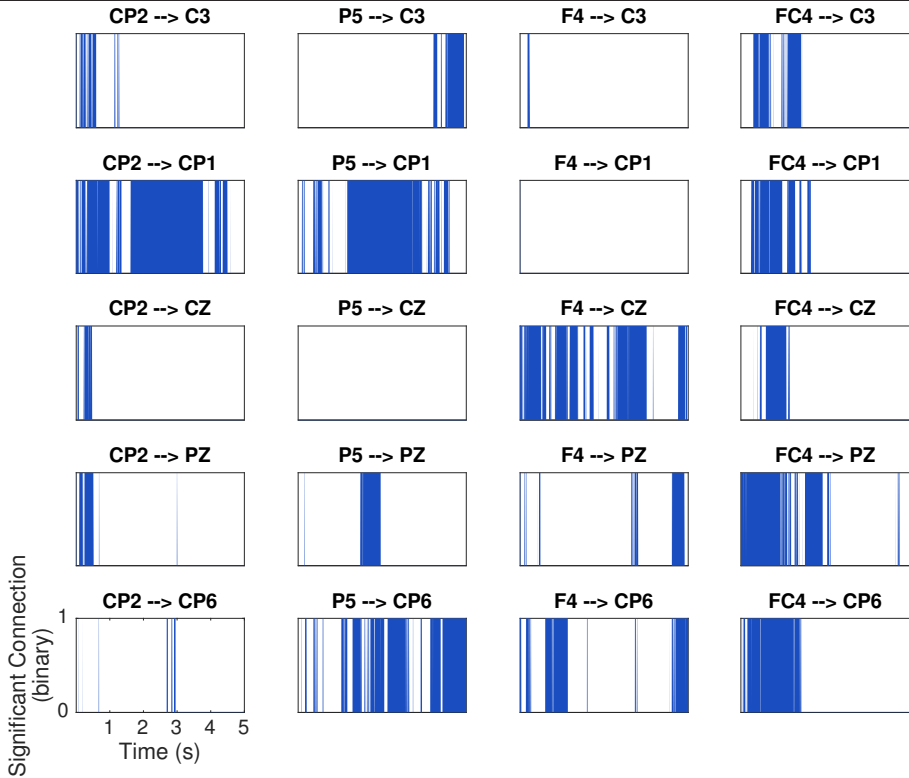 CP2 --> C3
P5 --> C3
F4 --> C3
FC4 --> C3
CP2 --> CP1
P5 --> CP1
F4 --> CP1
FC4 --> CP1
CP2 --> CZ
P5 --> CZ
F4 --> CZ
FC4 --> CZ
CP2 --> PZ
P5 --> PZ
F4 --> PZ
FC4 --> PZ
CP2 --> CP6
P5 --> CP6
F4 --> CP6
FC4 --> CP6
Significant Connection
(binary)
1
0
1 2 3 4 5
Time (s)